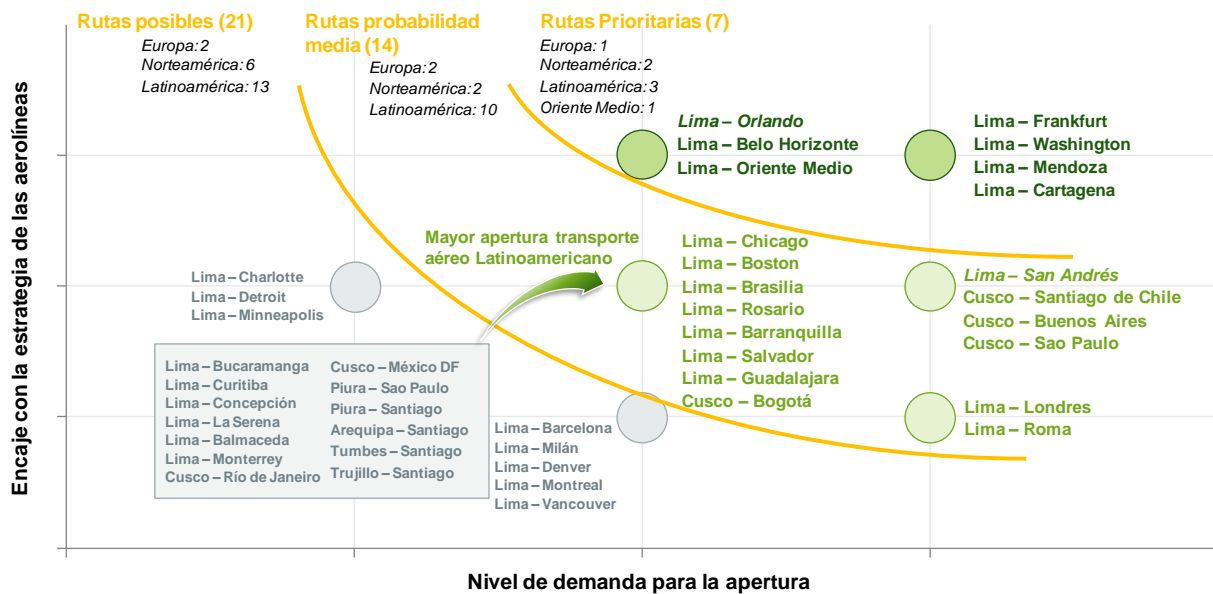 Rutas posibles (21)
Europa: 2
Norteamérica: 6
Latinoamérica: 13
Rutas probabilidad
media (14)
Europa: 2
Norteamérica: 2
Latinoamérica: 10
Rutas Prioritarias (7)
Europa: 1
Norteamérica: 2
Latinoamérica: 3
Oriente Medio: 1
Lima – Orlando
Lima – Belo Horizonte
Lima – Oriente Medio
Lima – Frankfurt
Lima – Washington
Lima – Mendoza
Lima – Cartagena
Mayor apertura transporte
aéreo Latinoamericano
Lima – Charlotte
Lima – Detroit
Lima – Minneapolis
Lima – Chicago
Lima – Boston
Lima – Brasilia
Lima – Rosario
Lima – Barranquilla
Lima – Salvador
Lima – Guadalajara
Cusco – Bogotá
Lima – San Andrés
Cusco – Santiago de Chile
Cusco – Buenos Aires
Cusco – Sao Paulo
Lima – Bucaramanga
Lima – Curitiba
Lima – Concepción
Lima – La Serena
Lima – Balmaceda
Lima – Monterrey
Cusco – Río de Janeiro
Cusco – México DF
Piura – Sao Paulo
Piura – Santiago
Arequipa – Santiago
Tumbes – Santiago
Trujillo – Santiago
Lima – Barcelona
Lima – Milán
Lima – Denver
Lima – Montreal
Lima – Vancouver
Lima – Londres
Lima – Roma
Encaje con la estrategia de las aerolíneas
Nivel de demanda para la apertura